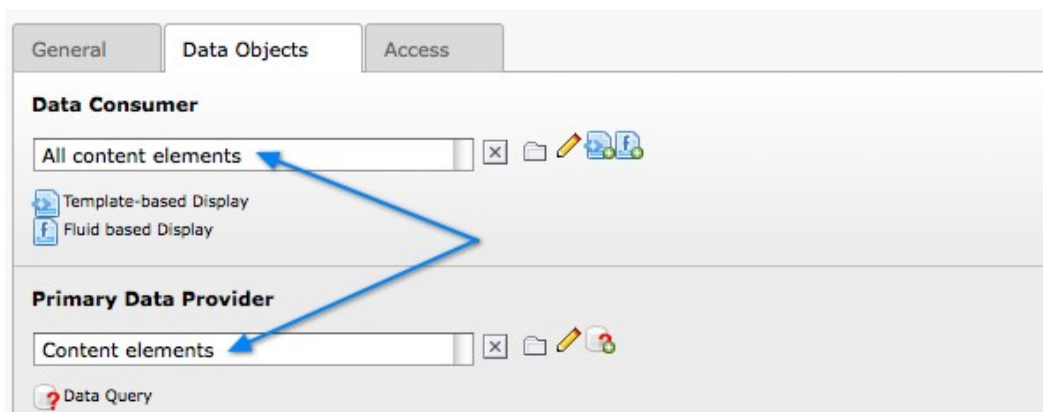 General Data Objects Access
Data Consumer
All content elements
Template-based Display
Fluid based Display
Primary Data Provider
Content elements
Data Query